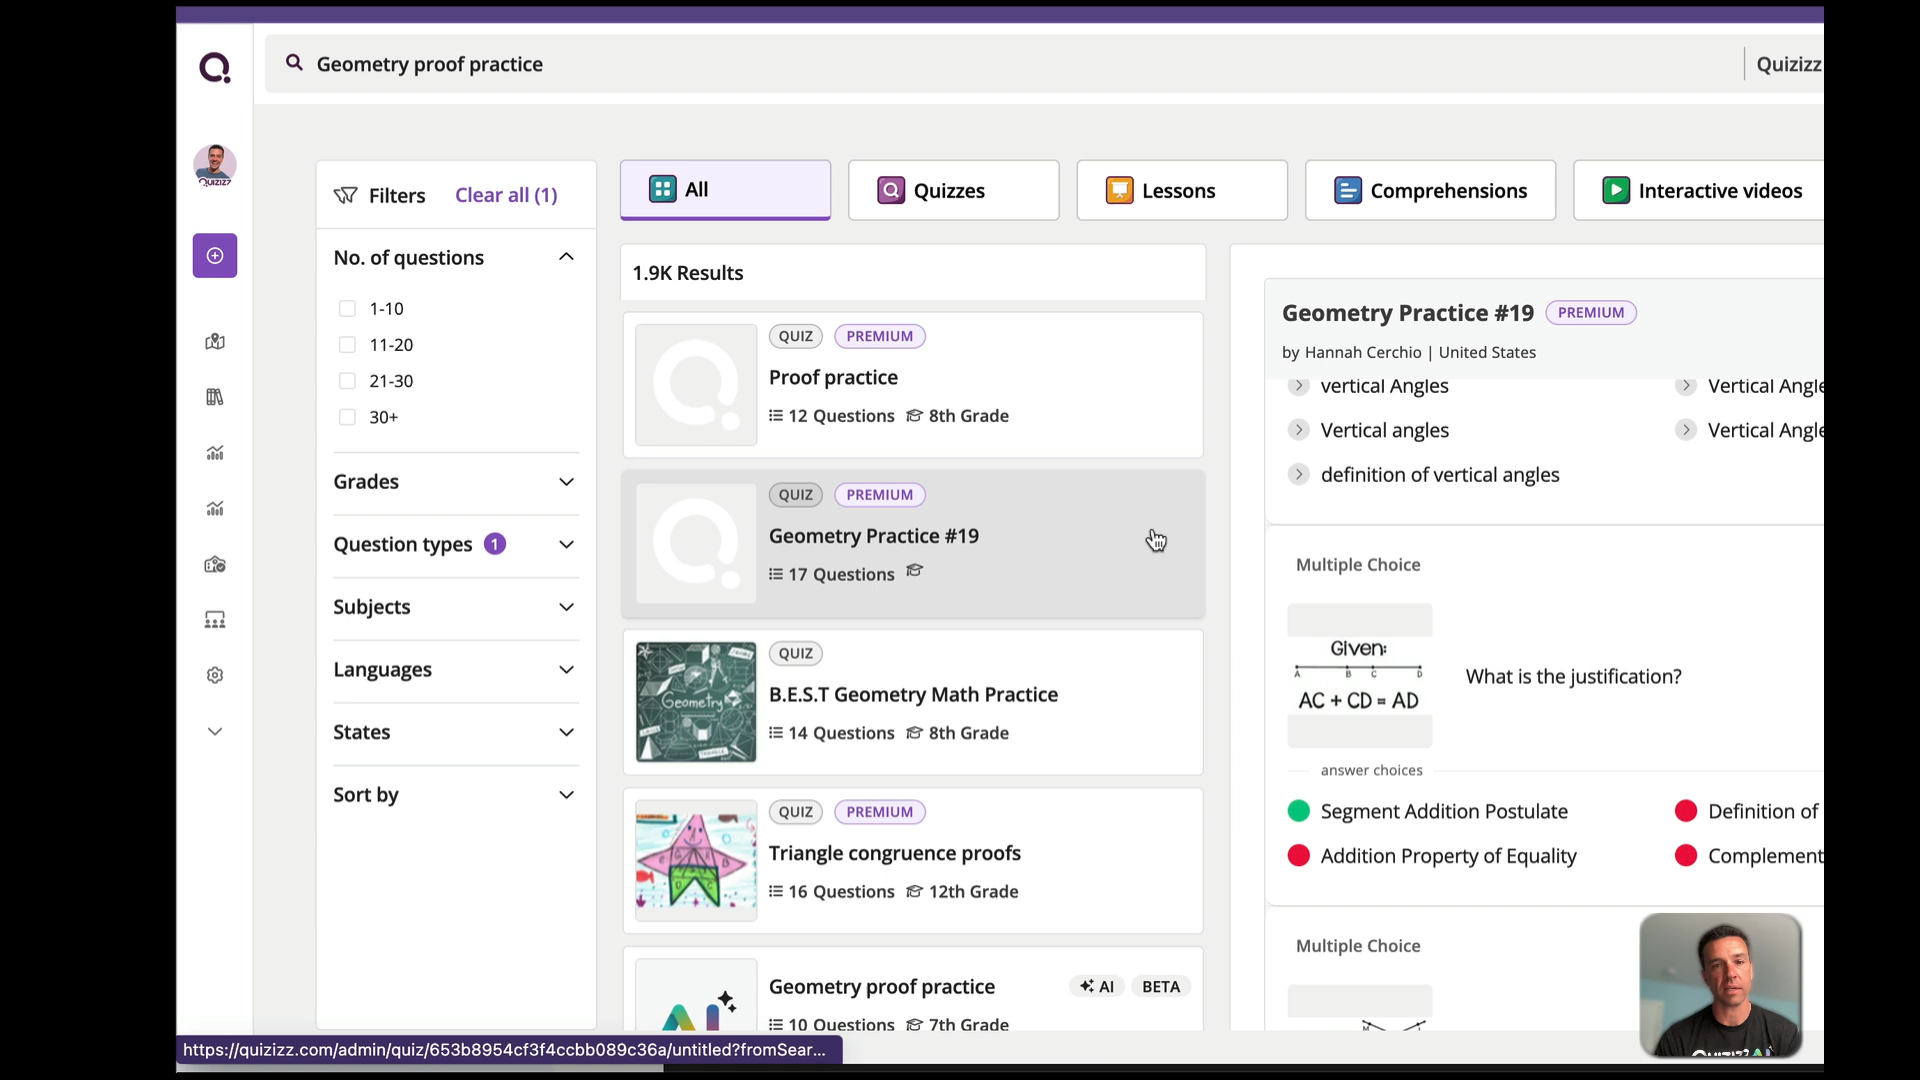 Geometry proof practice
Quizizz
QUIZIZZ
Filters
Clear all (1)
No. of questions
1-10
11-20
21-30
30+
Grades
Question types 1
Subjects
Languages
States
Sort by
All
Quizzes
Lessons
Comprehensions
Interactive videos
1.9K Results
QUIZ PREMIUM
Proof practice
12 Questions 8th Grade
QUIZ PREMIUM
Geometry Practice #19
17 Questions
QUIZ
B.E.S.T Geometry Math Practice
14 Questions 8th Grade
Geometry
QUIZ PREMIUM
Triangle congruence proofs
16 Questions 12th Grade
Geometry proof practice
AI BETA
10 Questions 7th Grade
AI
Geometry Practice #19 PREMIUM
by Hannah Cerchio | United States
vertical Angles
Vertical Angle
Vertical angles
Vertical Angle
definition of vertical angles
Multiple Choice
Given:
A B C D
AC + CD = AD
What is the justification?
answer choices
Segment Addition Postulate
Definition of
Addition Property of Equality
Complement
Multiple Choice
M
https://quizizz.com/admin/quiz/653b8954cf3f4ccbb089c36a/untitled?fromSear...